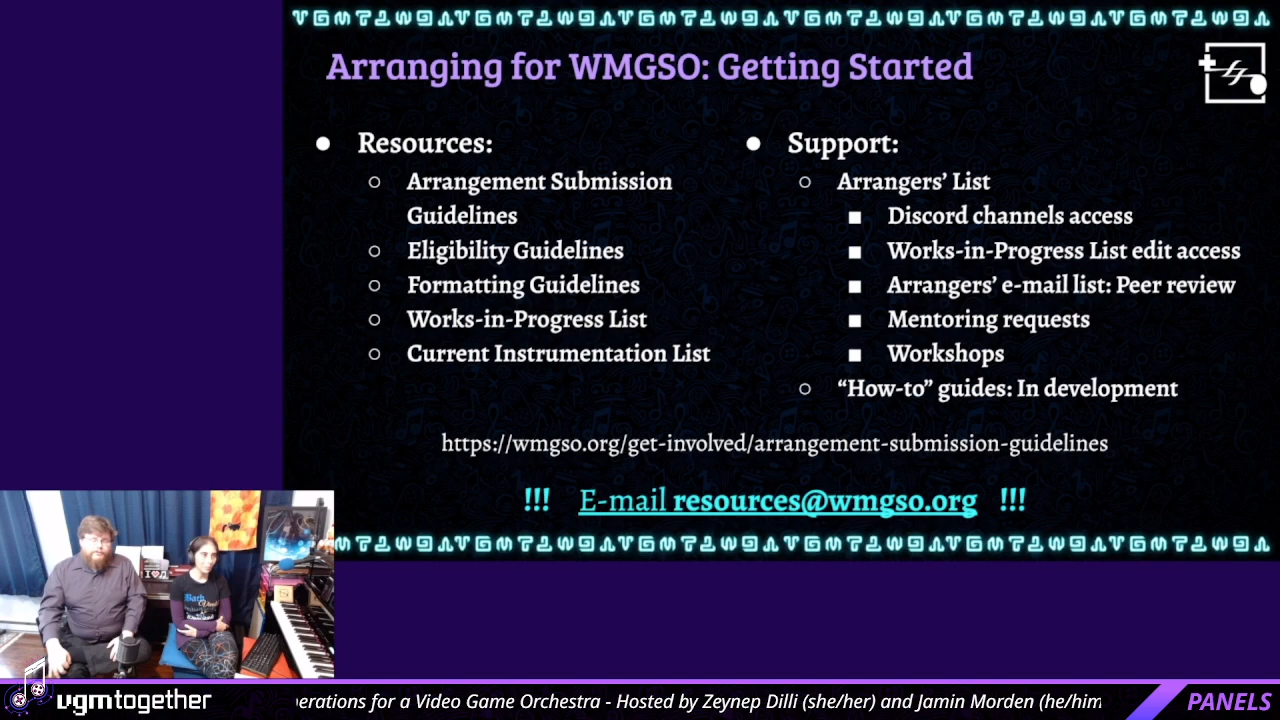 Arranging for WMGSO: Getting Started
● Resources:
○ Arrangement Submission
Guidelines
○ Eligibility Guidelines
○ Formatting Guidelines
○ Works-in-Progress List
○ Current Instrumentation List
● Support:
○ Arrangers’ List
■ Discord channels access
■ Works-in-Progress List edit access
■ Arrangers’ e-mail list: Peer review
■ Mentoring requests
■ Workshops
○ “How-to” guides: In development
https://wmgso.org/get-involved/arrangement-submission-guidelines
!!! E-mail resources@wmgso.org !!!
I ♥ ♫
Bach
vgmtogether
erations for a Video Game Orchestra - Hosted by Zeynep Dilli (she/her) and Jamin Morden (he/him
PANELS